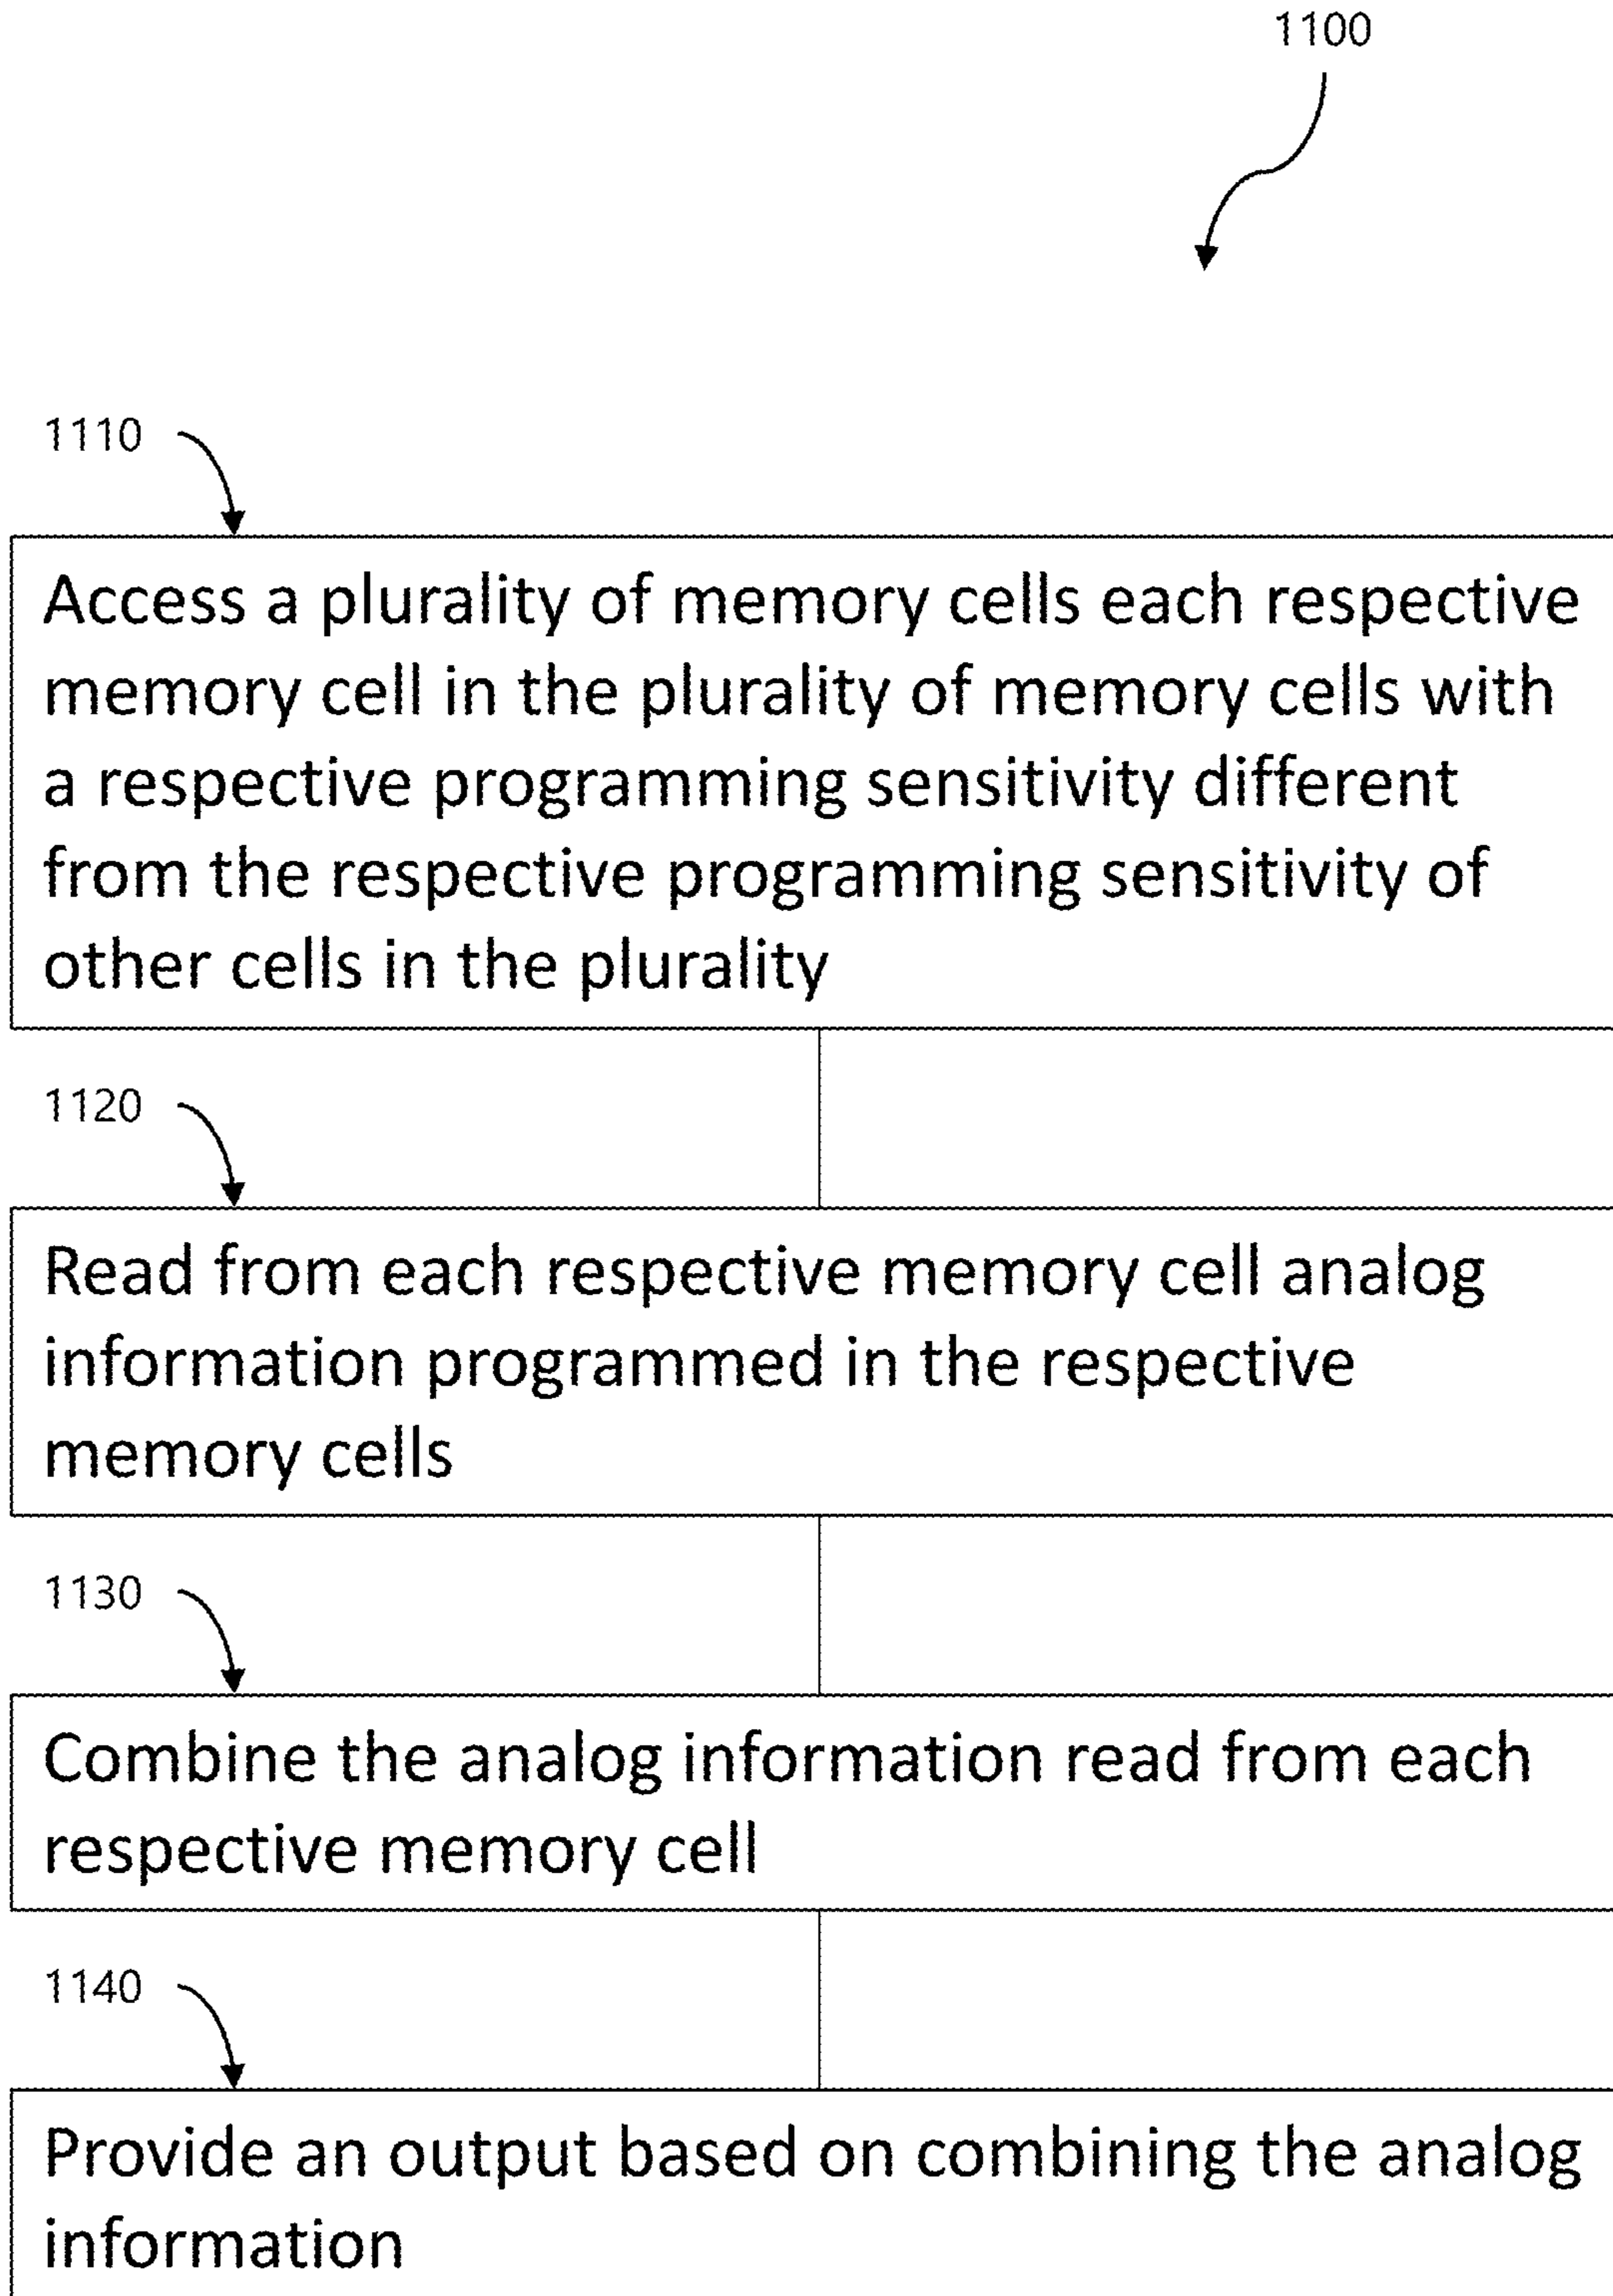 1100
1110
Access a plurality of memory cells each respective
memory cell in the plurality of memory cells with
a respective programming sensitivity different
from the respective programming sensitivity of
other cells in the plurality
1120
Read from each respective memory cell analog
information programmed in the respective
memory cells
1130
Combine the analog information read from each
respective memory cell
1140
Provide an output based on combining the analog
information